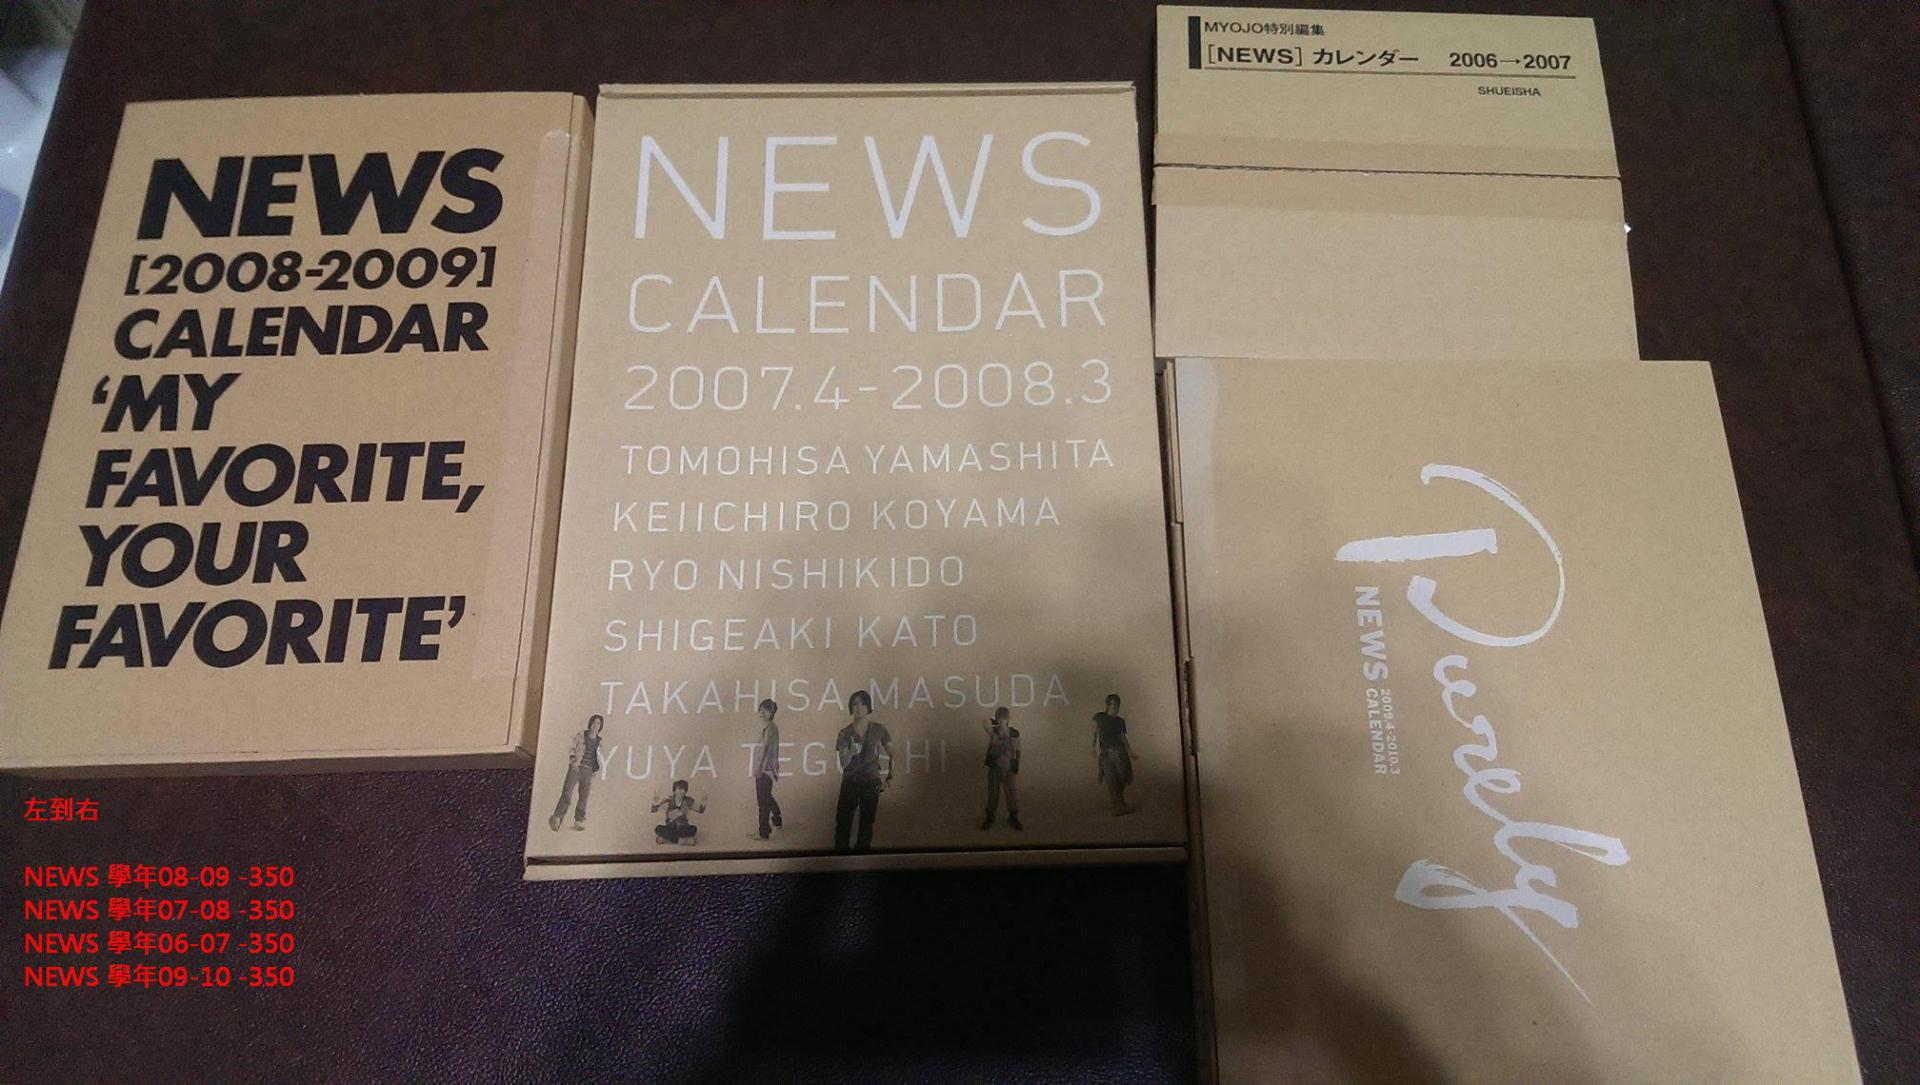 NEWS
[2008-2009]
CALENDAR
‘MY
FAVORITE,
YOUR
FAVORITE’
NEWS
CALENDAR
2007.4-2008.3
TOMOHISA YAMASHITA
KEIICHIRO KOYAMA
RYO NISHIKIDO
SHIGEAKI KATO
TAKAHISA MASUDA
YUYA TEGOSHI
MYOJO特別編集
[NEWS] カレンダー 2006→2007
SHUEISHA
Purely
NEWS 2009.4-2010.3
CALENDAR
左到右
NEWS 學年08-09 -350
NEWS 學年07-08 -350
NEWS 學年06-07 -350
NEWS 學年09-10 -350